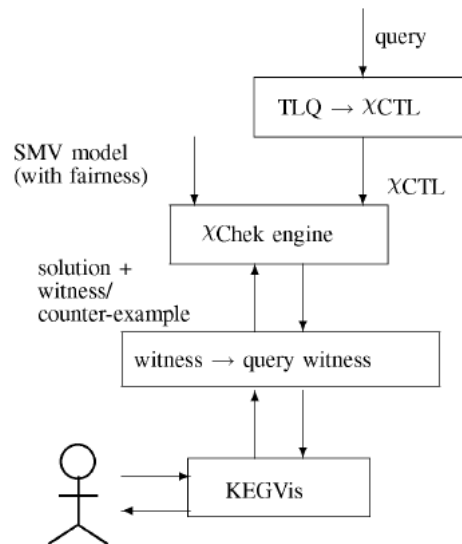 query
TLQ → χCTL
SMV model
(with fairness)
χCTL
χChek engine
solution +
witness/
counter-example
witness → query witness
KEGVis